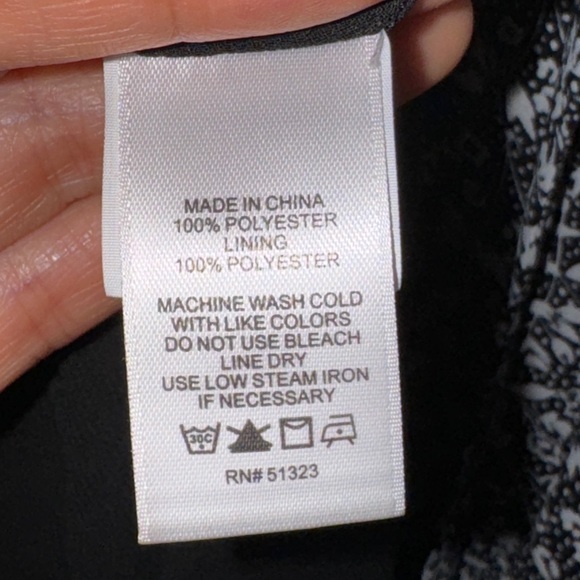 MADE IN CHINA
100% POLYESTER
LINING
100% POLYESTER
MACHINE WASH COLD
WITH LIKE COLORS
DO NOT USE BLEACH
LINE DRY
USE LOW STEAM IRON
IF NECESSARY
30C
RN# 51323